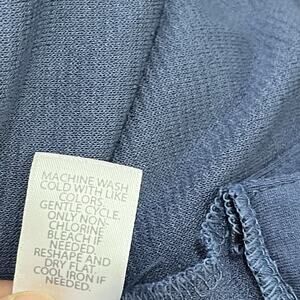 MACHINE WASH
COLD WITH LIKE
COLORS.
GENTLE CYCLE.
ONLY NON-
CHLORINE
BLEACH IF
NEEDED.
RESHAPE AND
DRY FLAT.
COOL IRON IF
NEEDED.